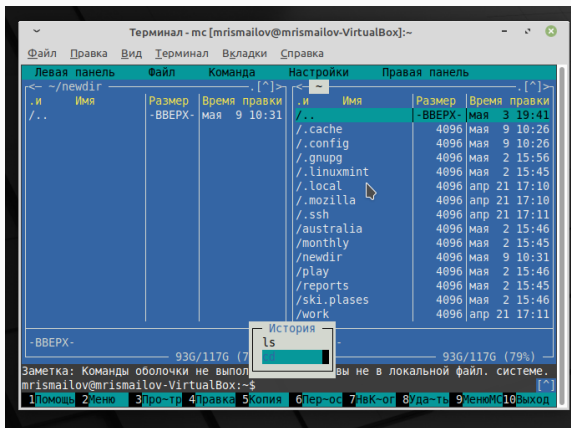 Терминал - mc [mrismailov@mrismailov-VirtualBox]:~
Файл Правка Вид Терминал Вкладки Справка
Левая панель Файл Команда Настройки Правая панель
<— ~/newdir .[^]> <— ~ .[^]>
.и Имя Размер Время правки .и Имя Размер Время правки
/.. -ВВЕРХ- мая 9 10:31 /.. -ВВЕРХ- мая 3 19:41
/.cache 4096 мая 9 10:26
/.config 4096 мая 9 10:26
/.gnupg 4096 мая 2 15:56
/.linuxmint 4096 мая 2 15:45
/.local 4096 апр 21 17:10
/.mozilla 4096 апр 21 17:10
/.ssh 4096 апр 21 17:11
/australia 4096 мая 2 15:46
/monthly 4096 мая 2 15:45
/newdir 4096 мая 9 10:31
/play 4096 мая 2 15:46
/reports 4096 мая 2 15:45
/ski.plases 4096 мая 2 15:46
/work 4096 апр 21 17:11
История
-ВВЕРХ- ls -
93G/117G (7 cd 93G/117G (79%)
Заметка: Команды оболочки не выпол вы не в локальной файл. системе.
mrismailov@mrismailov-VirtualBox:~$ [^]
1Помощь 2Меню 3Про~тр 4Правка 5Копия 6Пер~ос 7НвК~ог 8Уда~ть 9МенюMC 10Выход